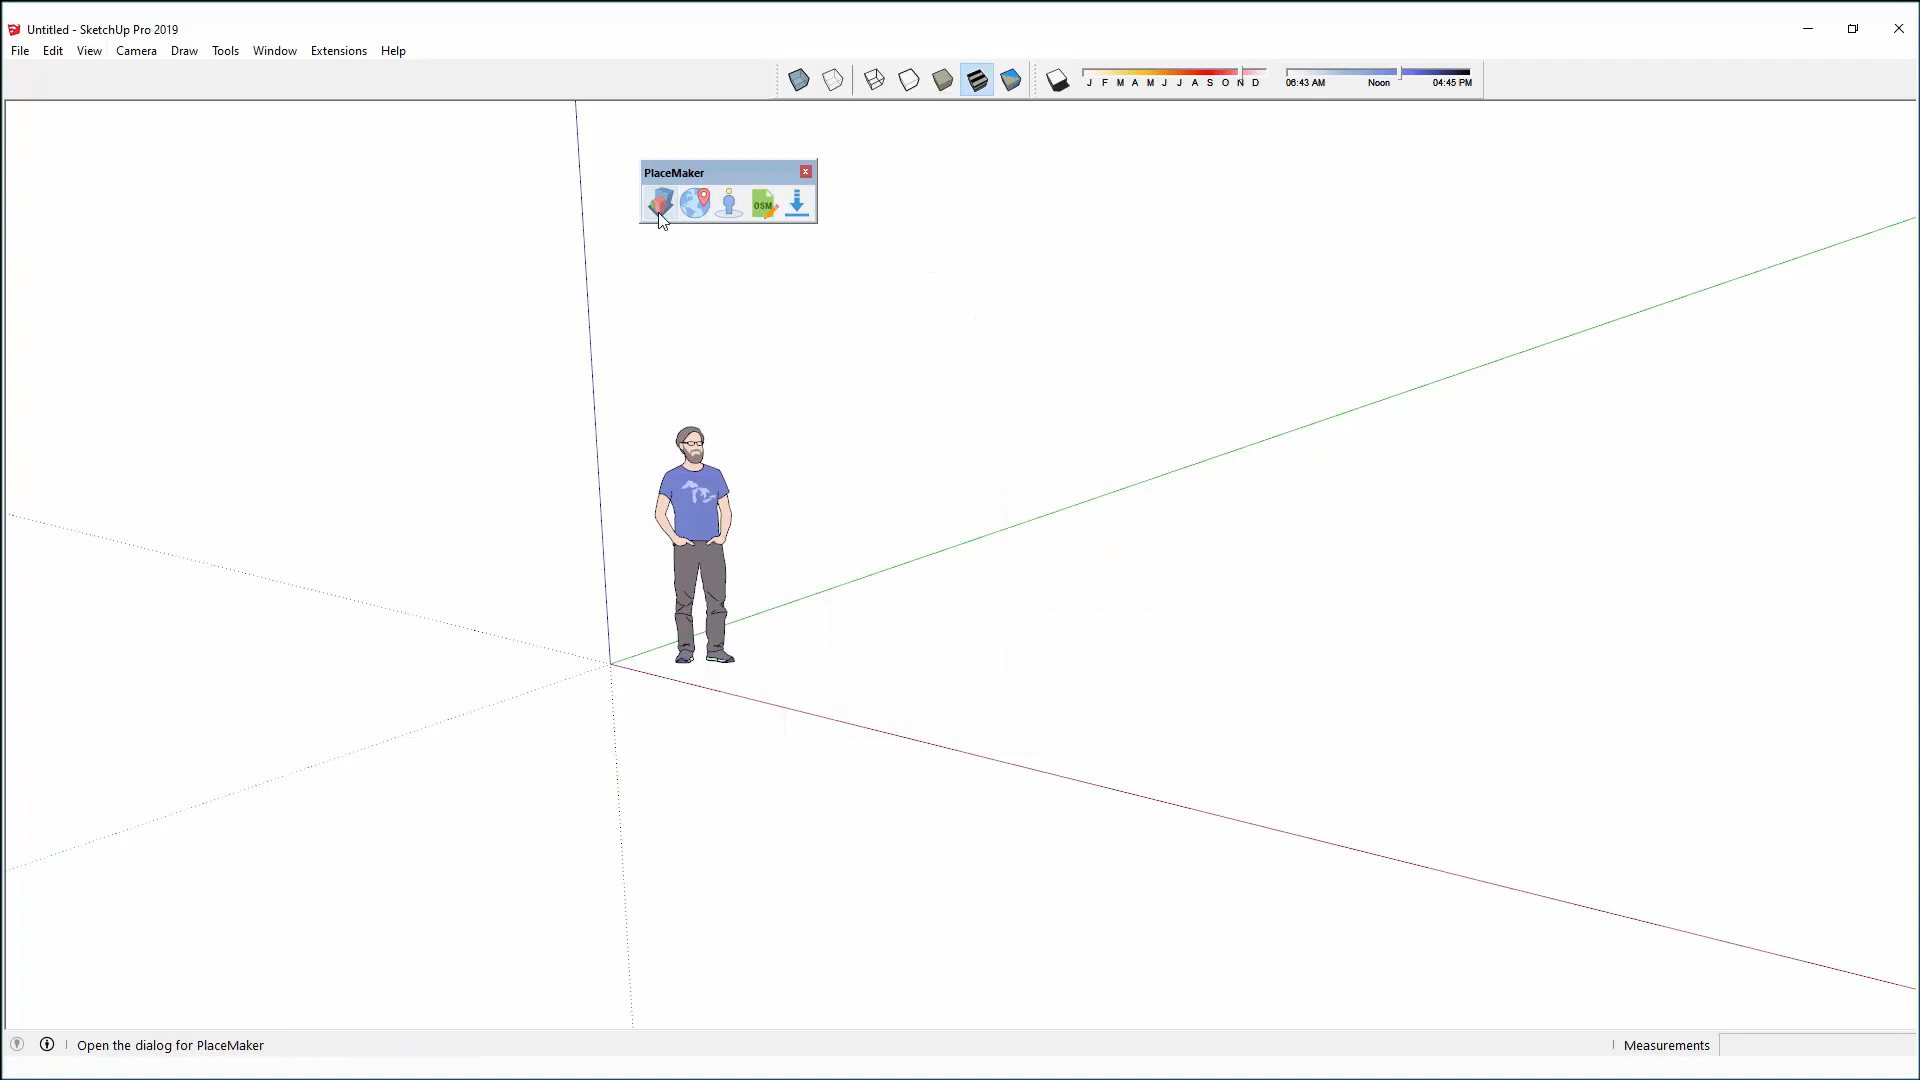 Untitled - SketchUp Pro 2019
File Edit View Camera Draw Tools Window Extensions Help
J F M A M J J A S O N D
06:43 AM Noon 04:45 PM
PlaceMaker
OSM
Open the dialog for PlaceMaker
Measurements